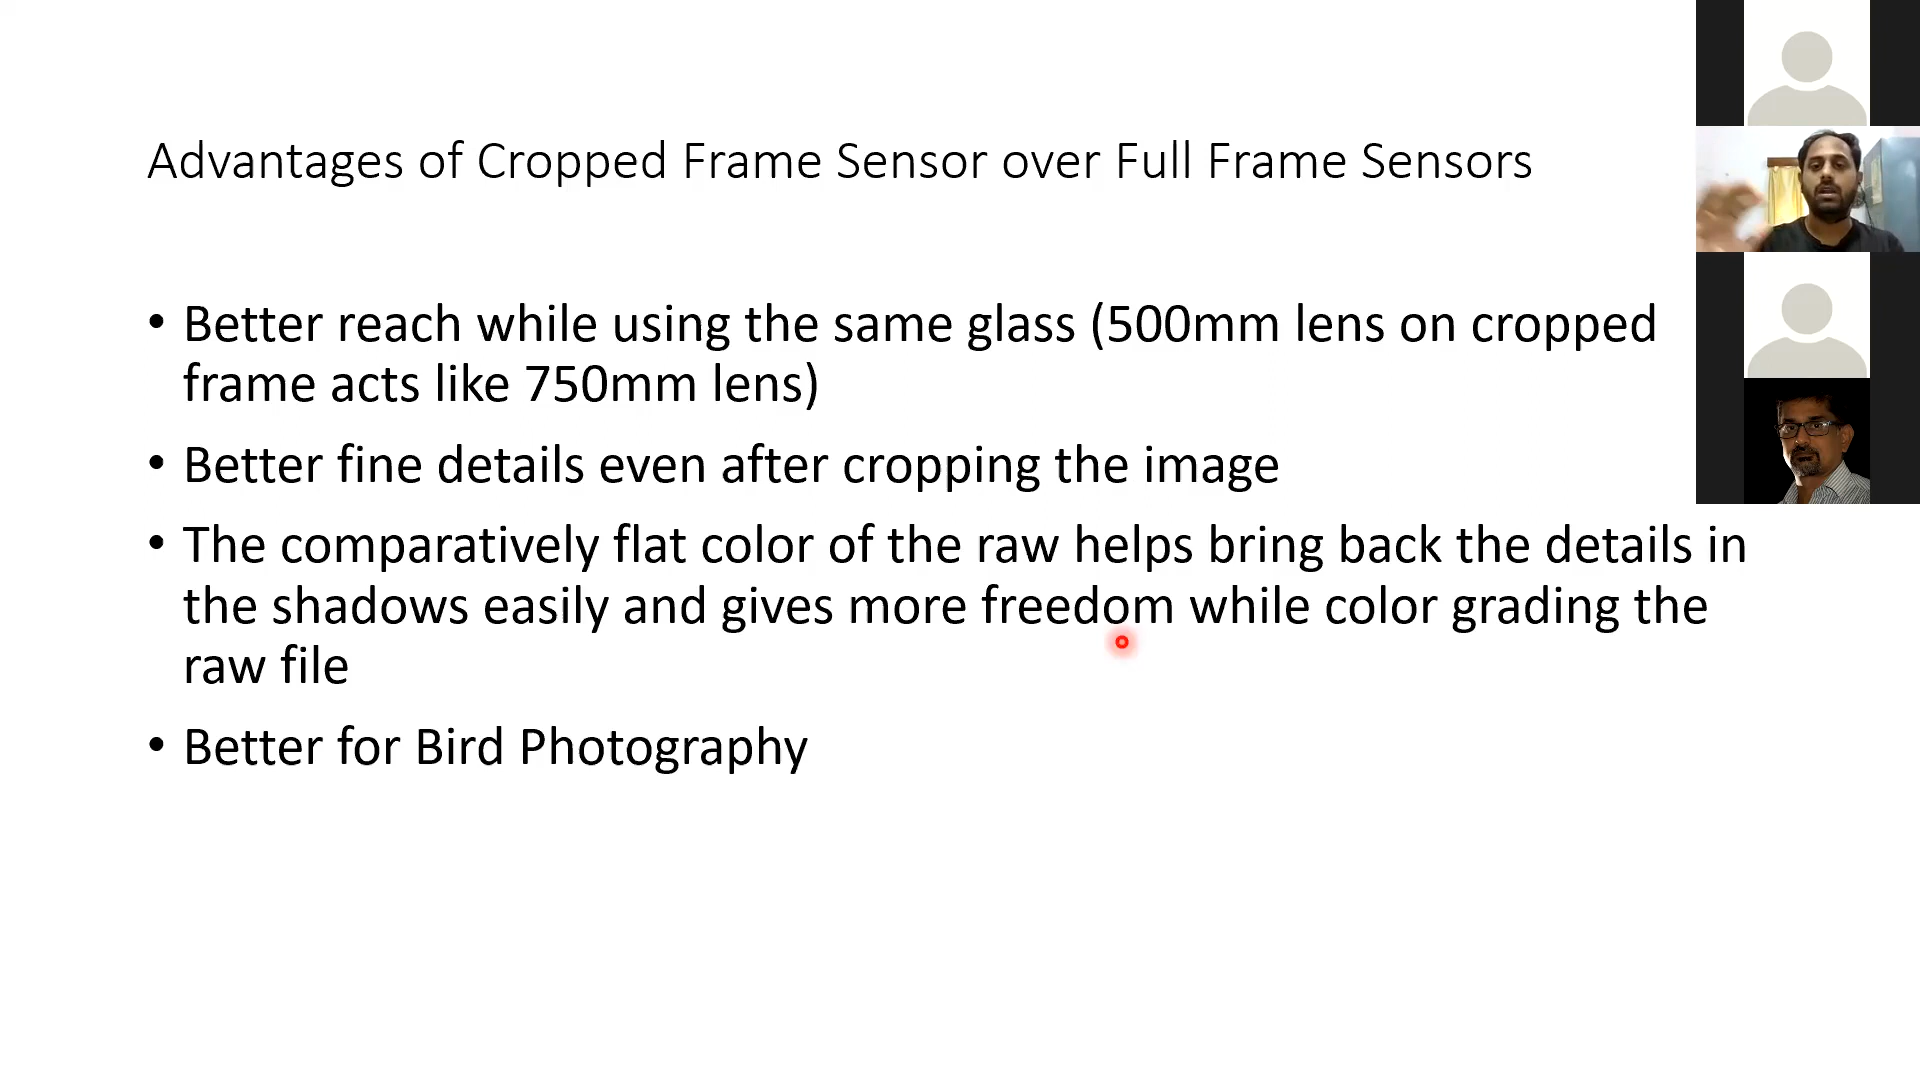 Advantages of Cropped Frame Sensor over Full Frame Sensors
• Better reach while using the same glass (500mm lens on cropped
frame acts like 750mm lens)
• Better fine details even after cropping the image
• The comparatively flat color of the raw helps bring back the details in
the shadows easily and gives more freedom while color grading the
raw file
• Better for Bird Photography